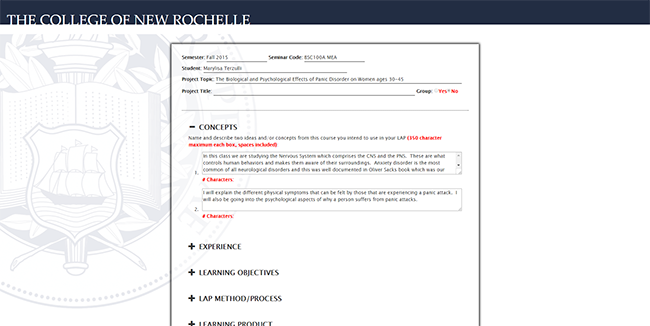 THE COLLEGE OF NEW ROCHELLE
Semester: Fall 2015 Seminar Code: BSC100A MEA
Student: Marylisa Terzulli
Project Topic: The Biological and Psychological Effects of Panic Disorder on Women ages 30-45
Project Title: Group: Yes* No
CONCEPTS
Name and describe two ideas and; or concepts from this course you intend to use in your LAP (350 character
maximum each box, spaces included)
In this class we are studying the Nervous System which comprises the CNS and the PNS. These are what
controls human behaviors and makes them aware of their surroundings. Anxiety disorder is the most
1. common of all neurological disorders and this was well documented in Oliver Sacks book which was our
# Characters:
I will explain the different physical symptoms that can be felt by those that are experiencing a panic attack. I
2. will also be going into the psychological aspects of why a person suffers from panic attacks.
# Characters:
EXPERIENCE
LEARNING OBJECTIVES
LAP METHOD/PROCESS
LEARNING PRODUCT